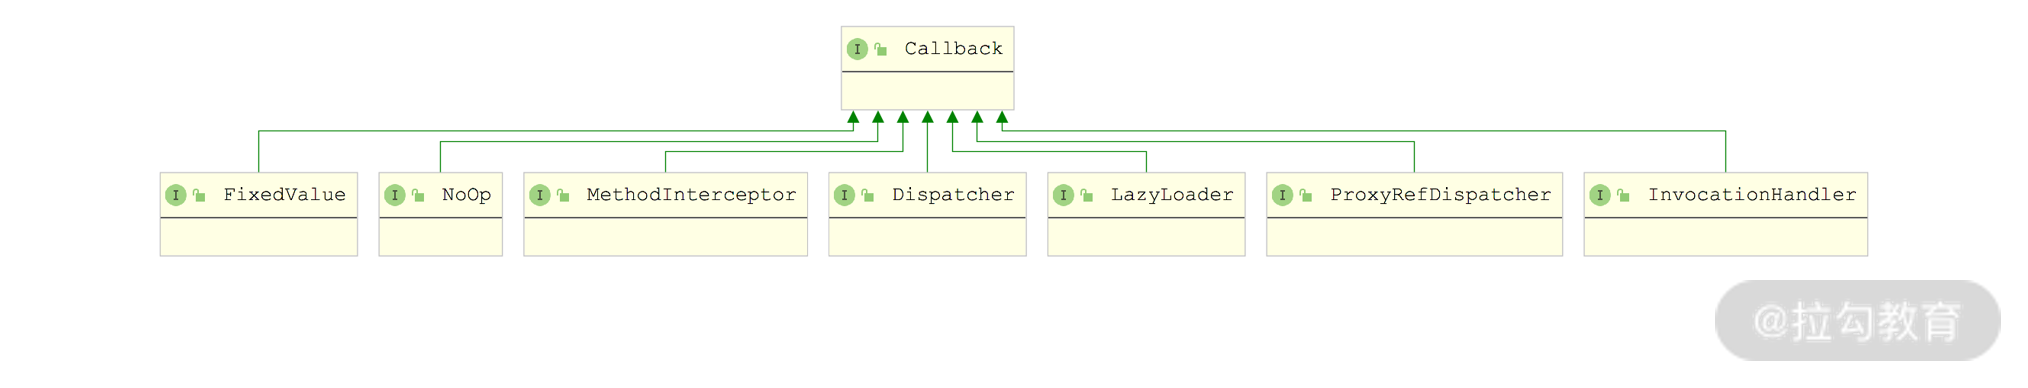 I Callback
I FixedValue
I NoOp
I MethodInterceptor
I Dispatcher
I LazyLoader
I ProxyRefDispatcher
I InvocationHandler
@拉勾教育